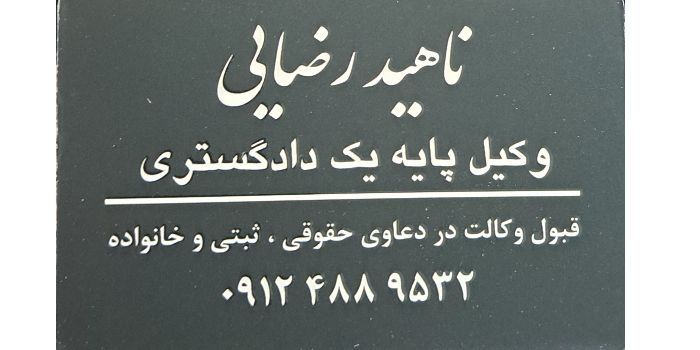 ناهید رضایی
وکیل پایه یک دادگستری
قبول وکالت در دعاوی حقوقی ، ثبتی و خانواده
۰۹۱۲ ۴۸۸ ۹۵۳۲